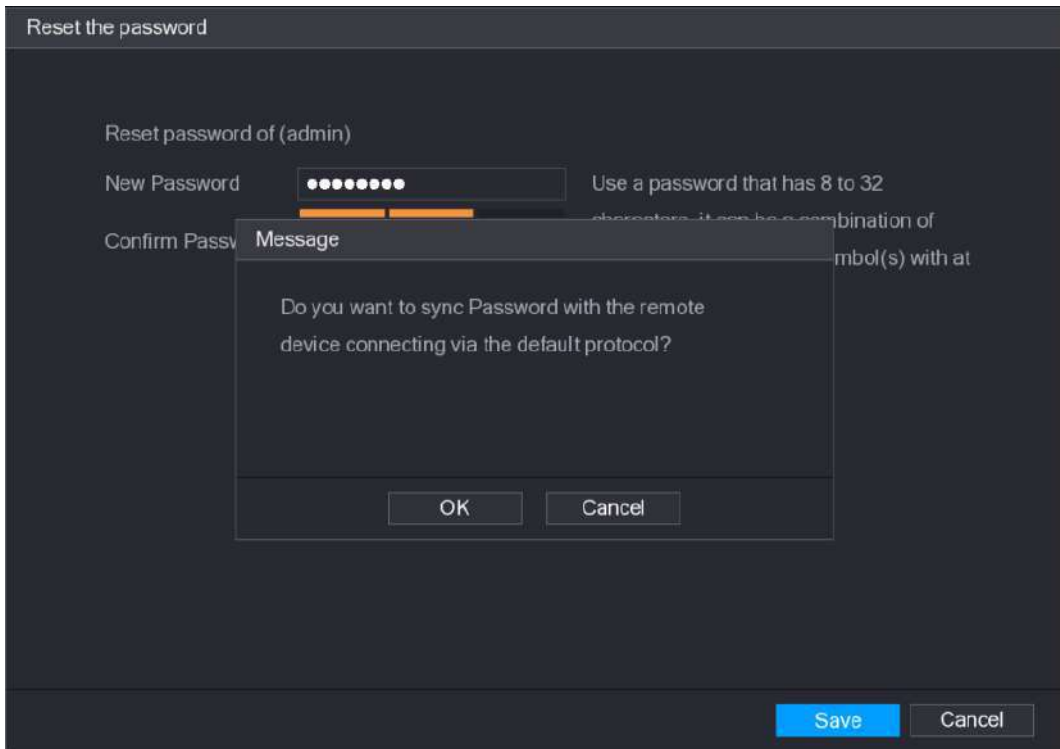 Reset the password
Reset password of (admin)
New Password ●●●●●●●● Use a password that has 8 to 32
bination of
Confirm Passw
Message
mbol(s) with at
Do you want to sync Password with the remote
device connecting via the default protocol?
OK Cancel
Save Cancel